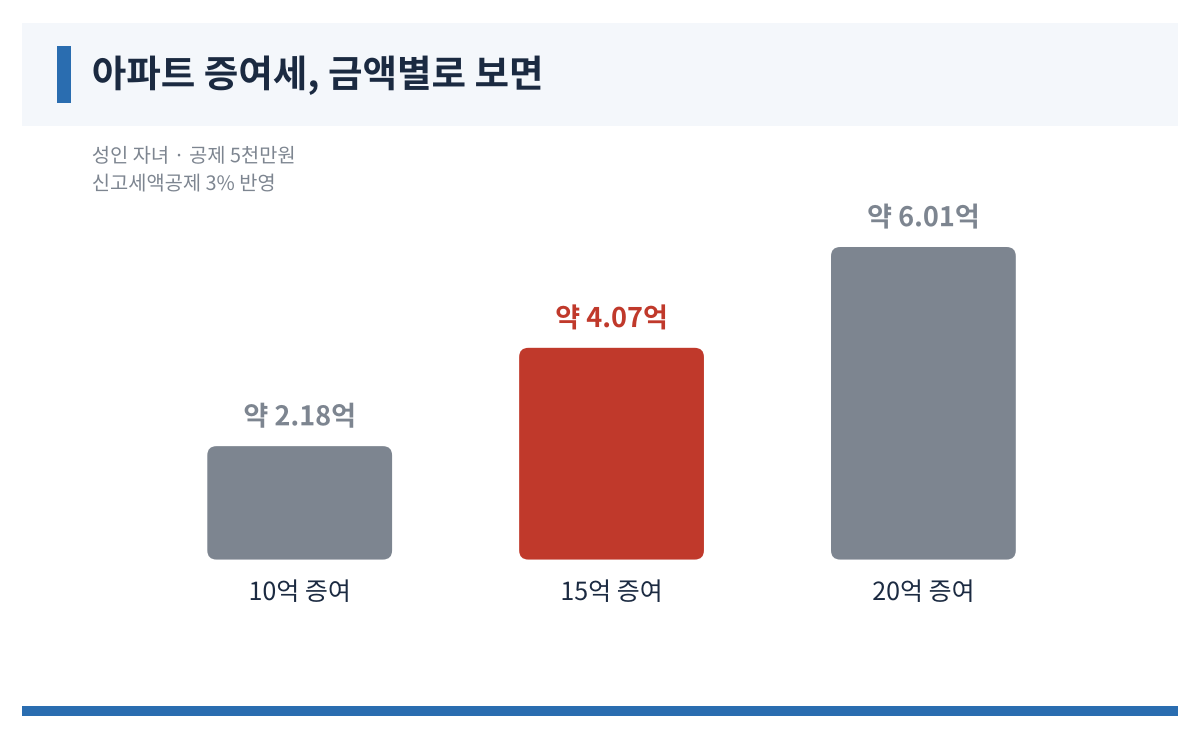 아파트 증여세, 금액별로 보면
성인 자녀 · 공제 5천만원
신고세액공제 3% 반영
약 2.18억
약 4.07억
약 6.01억
10억 증여
15억 증여
20억 증여